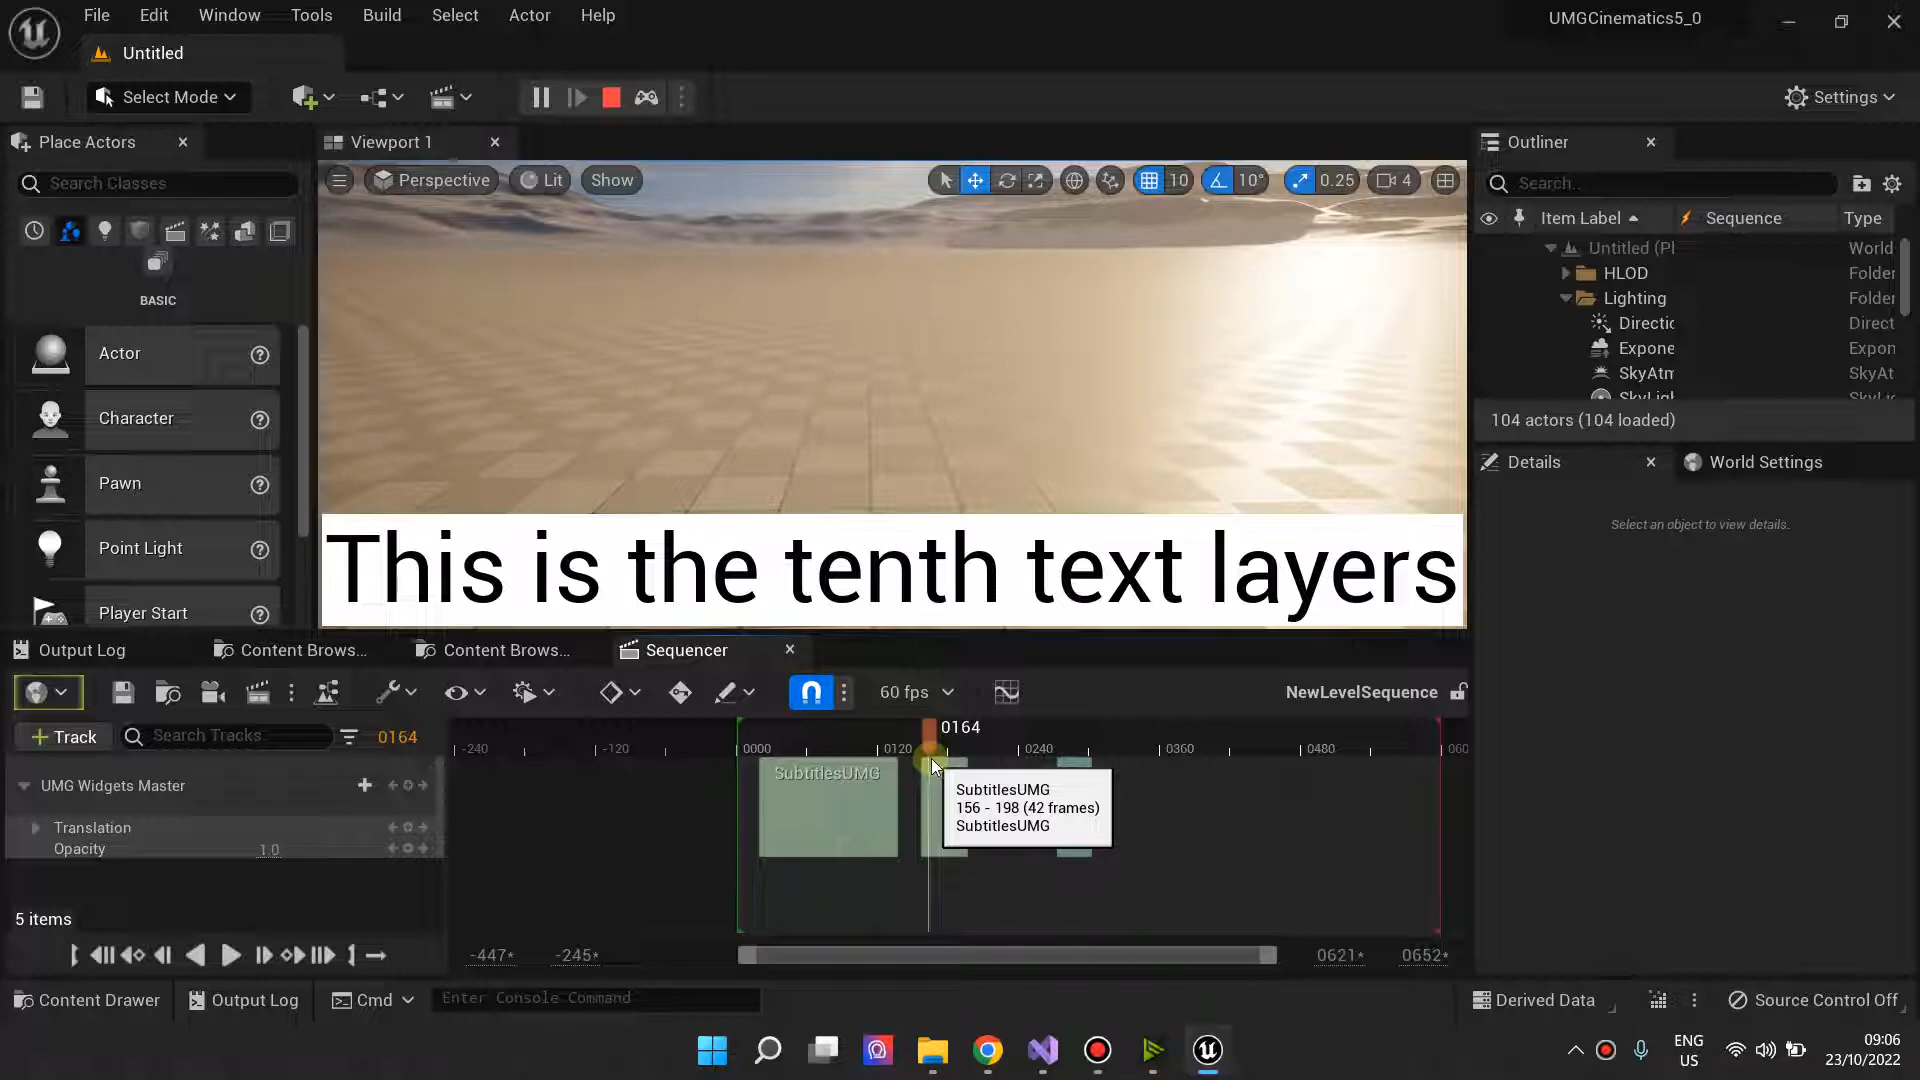 File Edit Window Tools Build Select Actor Help
UMGCinematics5_0
Untitled
Select Mode
Settings
Place Actors
Viewport 1
Outliner
Search Classes
Perspective Lit Show
10 10° 0.25 4
Search..
Item Label Sequence Type
Untitled (Pl World
HLOD Folder
Lighting Folder
Directio Direct
Expone Expon
SkyAtm SkyAt
BASIC
Actor
Character
Pawn
Point Light
Player Start
104 actors (104 loaded)
Details World Settings
Select an object to view details.
This is the tenth text layers
Output Log Content Brows... Content Brows... Sequencer
60 fps
NewLevelSequence
Track Search Tracks 0164
0164
-240 -120 0000 0120 0240 0360 0480 060
UMG Widgets Master
Translation
Opacity 1.0
SubtitlesUMG
SubtitlesUMG
156 - 198 (42 frames)
SubtitlesUMG
5 items
-447* -245* 0621* 0652*
Content Drawer Output Log Cmd Enter Console Command
Derived Data Source Control Off
ENG
US
09:06
23/10/2022